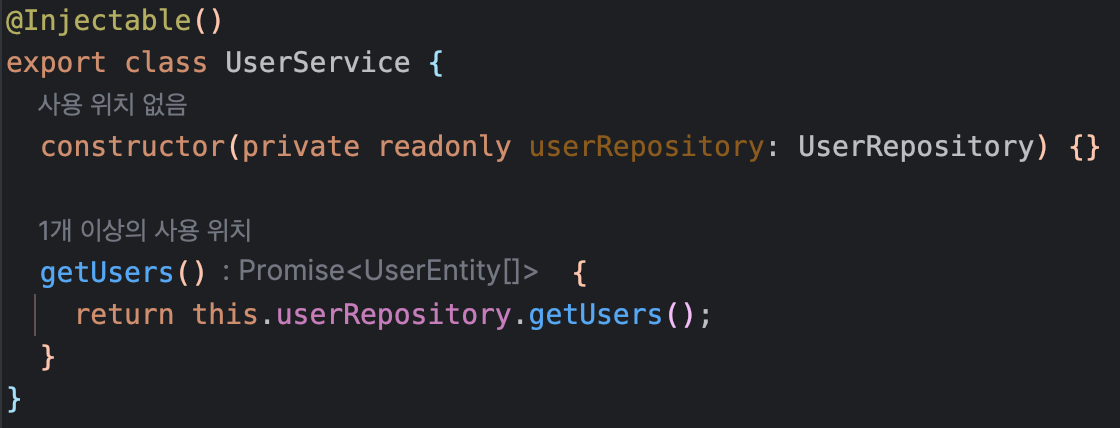 @Injectable()
export class UserService {
사용 위치 없음
constructor(private readonly userRepository: UserRepository) {}
1개 이상의 사용 위치
getUsers() : Promise<UserEntity[]> {
return this.userRepository.getUsers();
}
}